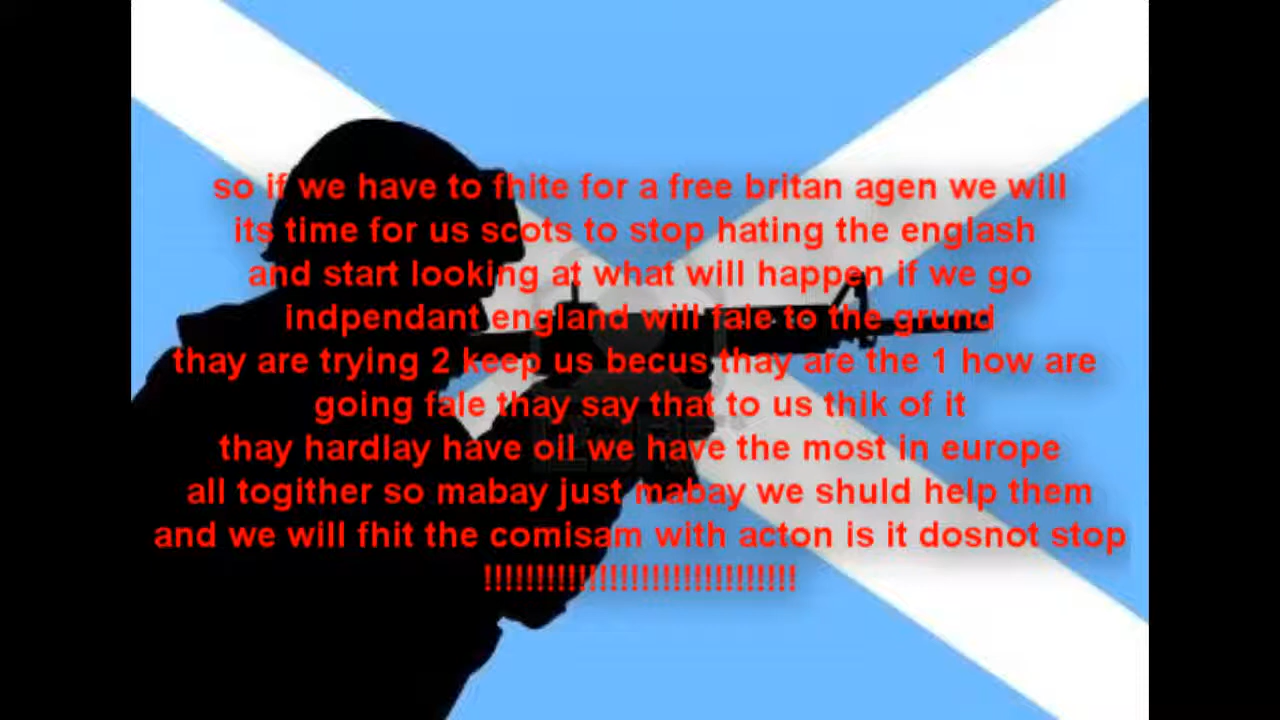 so if we have to fhite for a free britan agen we will
its time for us scots to stop hating the englash
and start looking at what will happen if we go
indpendant england will fale to the grund
thay are trying 2 keep us becus thay are the 1 how are
going fale thay say that to us thik of it
thay hardlay have oil we have the most in europe
all togither so mabay just mabay we shuld help them
and we will fhit the comisam with acton is it dosnot stop
!!!!!!!!!!!!!!!!!!!!!!!!!!!!!!